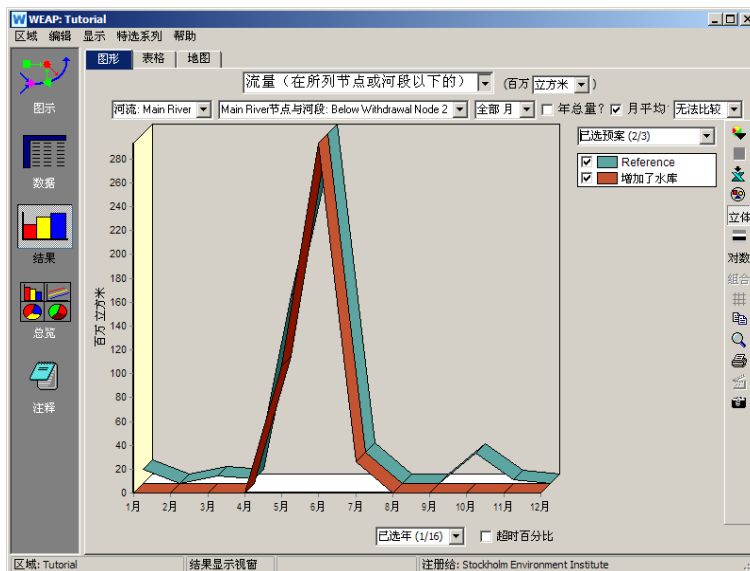 WEAP: Tutorial
区域 编辑 显示 特选系列 帮助
图形 表格 地图
流量（在所列节点或河段以下的） (百万 立方米 )
河流: Main River Main River节点与河段: Below Withdrawal Node 2 全部 月 年总量? 月平均 无法比较
已选预案 (2/3)
Reference
增加了水库
图示
数据
结果
总览
注释
立体
对数
组合
百万 立方米
280
260
240
220
200
180
160
140
120
100
80
60
40
20
0
1月 2月 3月 4月 5月 6月 7月 8月 9月 10月 11月 12月
已选年 (1/16) 超时百分比
区域: Tutorial 结果显示视窗 注册给: Stockholm Environment Institute